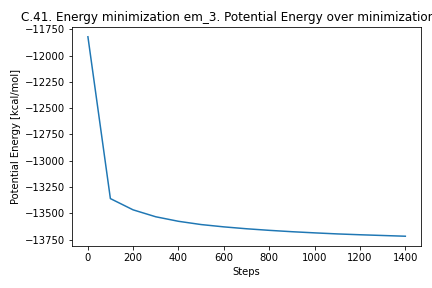 C.41. Energy minimization em_3. Potential Energy over minimization
−11750
−12000
−12250
−12500
−12750
−13000
−13250
−13500
−13750
Potential Energy [kcal/mol]
0 200 400 600 800 1000 1200 1400
Steps